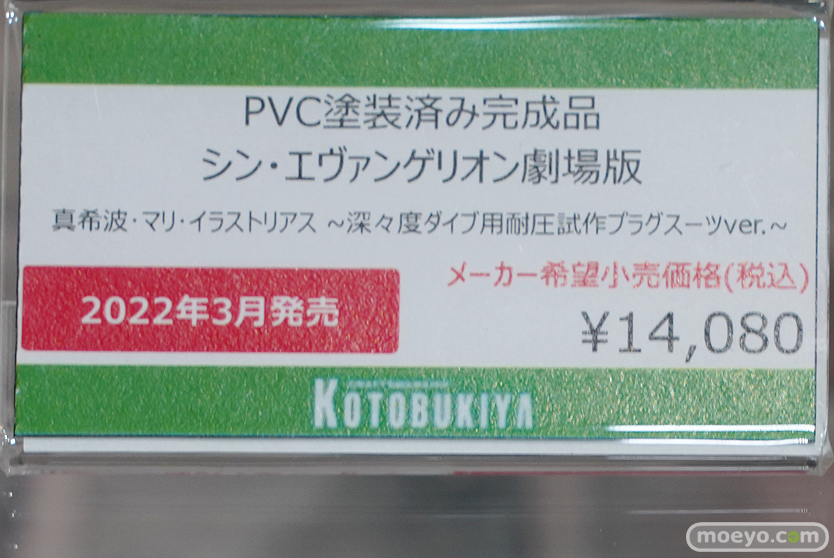 PVC塗装済み完成品
シン・エヴァンゲリオン劇場版
真希波・マリ・イラストリアス ~深々度ダイブ用耐圧試作プラグスーツver.~
メーカー希望小売価格(税込)
2022年3月発売
¥14,080
KOTOBUKIYA
moeyo.com